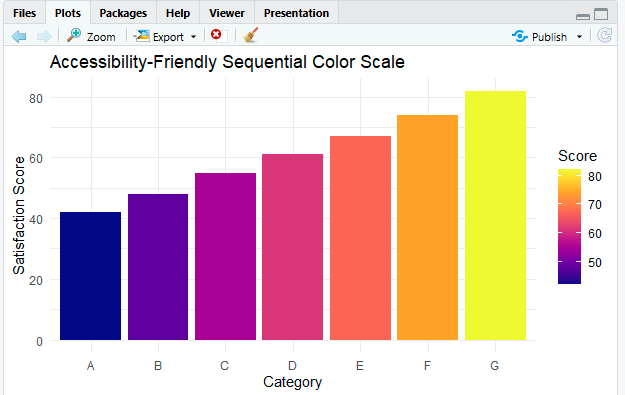 Files Plots Packages Help Viewer Presentation
Zoom Export Publish
Accessibility-Friendly Sequential Color Scale
Satisfaction Score
80
60
40
20
0
A B C D E F G
Category
Score
80
70
60
50